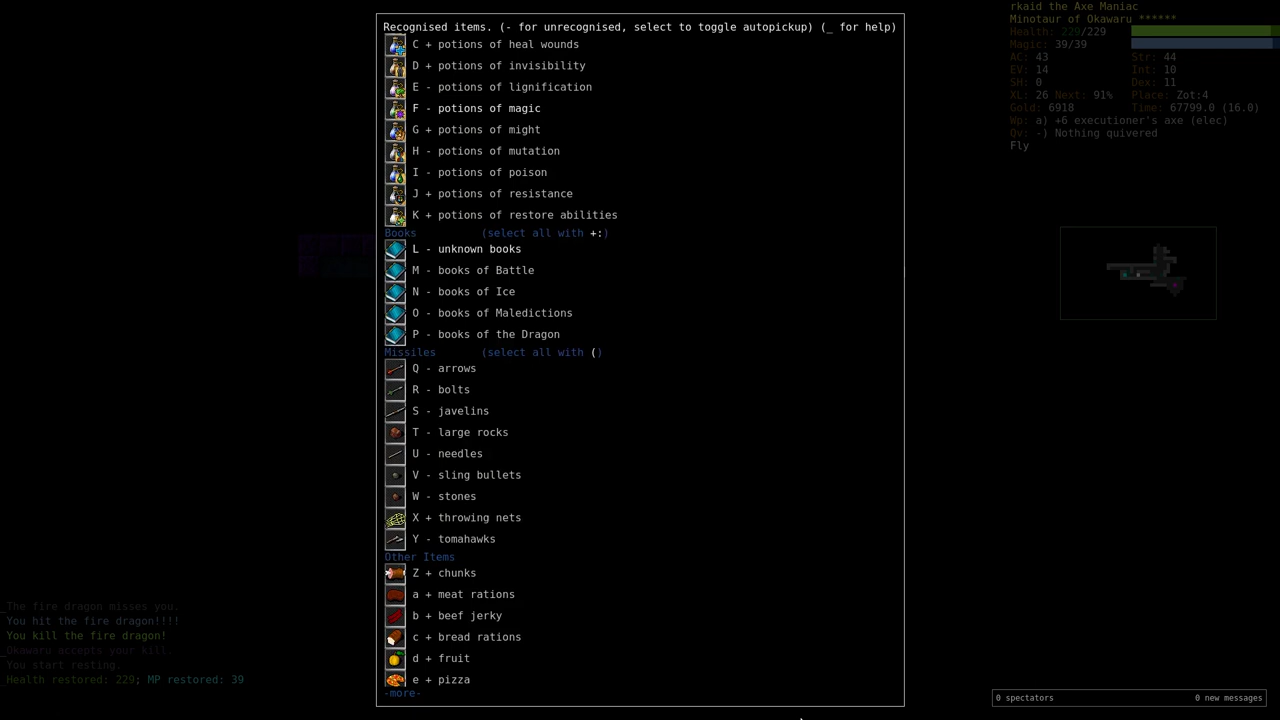 Recognised items. (- for unrecognised, select to toggle autopickup) (_ for help)
C + potions of heal wounds
D + potions of invisibility
E - potions of lignification
F - potions of magic
G + potions of might
H - potions of mutation
I - potions of poison
J + potions of resistance
K + potions of restore abilities
Books (select all with +:)
L - unknown books
M - books of Battle
N - books of Ice
O - books of Maledictions
P - books of the Dragon
Missiles (select all with ()
Q - arrows
R - bolts
S - javelins
T - large rocks
U - needles
V - sling bullets
W - stones
X + throwing nets
Y - tomahawks
Other Items
Z + chunks
a + meat rations
b + beef jerky
c + bread rations
d + fruit
e + pizza
-more-
rkaid the Axe Maniac
Minotaur of Okawaru ******
Health: 229/229
Magic: 39/39
AC: 43 Str: 44
EV: 14 Int: 10
SH: 0 Dex: 11
XL: 26 Next: 91% Place: Zot:4
Gold: 6918 Time: 67799.0 (16.0)
Wp: a) +6 executioner's axe (elec)
Qv: -) Nothing quivered
Fly
_The fire dragon misses you.
You hit the fire dragon!!!!
You kill the fire dragon!
_Okawaru accepts your kill.
You start resting.
_Health restored: 229; MP restored: 39
0 spectators 0 new messages